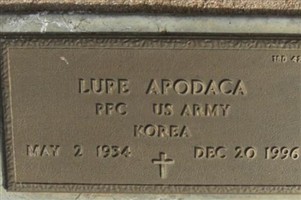 LUPE APODACA
PFC US ARMY
KOREA
MAY 2 1934 DEC 20 1996